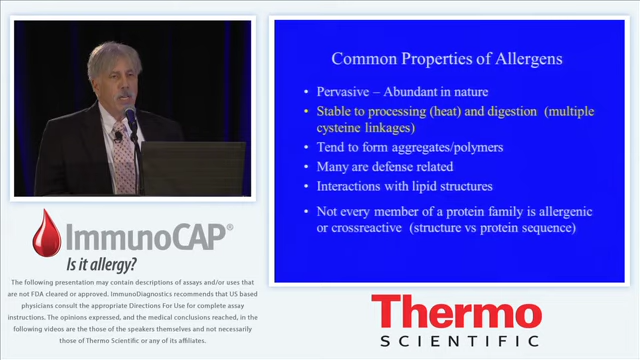 Common Properties of Allergens
• Pervasive – Abundant in nature
• Stable to processing (heat) and digestion (multiple
cysteine linkages)
• Tend to form aggregates/polymers
• Many are defense related
• Interactions with lipid structures
• Not every member of a protein family is allergenic
or crossreactive (structure vs protein sequence)
ImmunoCAP®
Is it allergy?
The following presentation may contain descriptions of assays and/or uses that
are not FDA cleared or approved. ImmunoDiagnostics recommends that US based
physicians consult the appropriate Directions For Use for complete assay
instructions. The opinions expressed, and the medical conclusions reached, in the
following videos are the those of the speakers themselves and not necessarily
those of Thermo Scientific or any of its affiliates.
Thermo
SCIENTIFIC